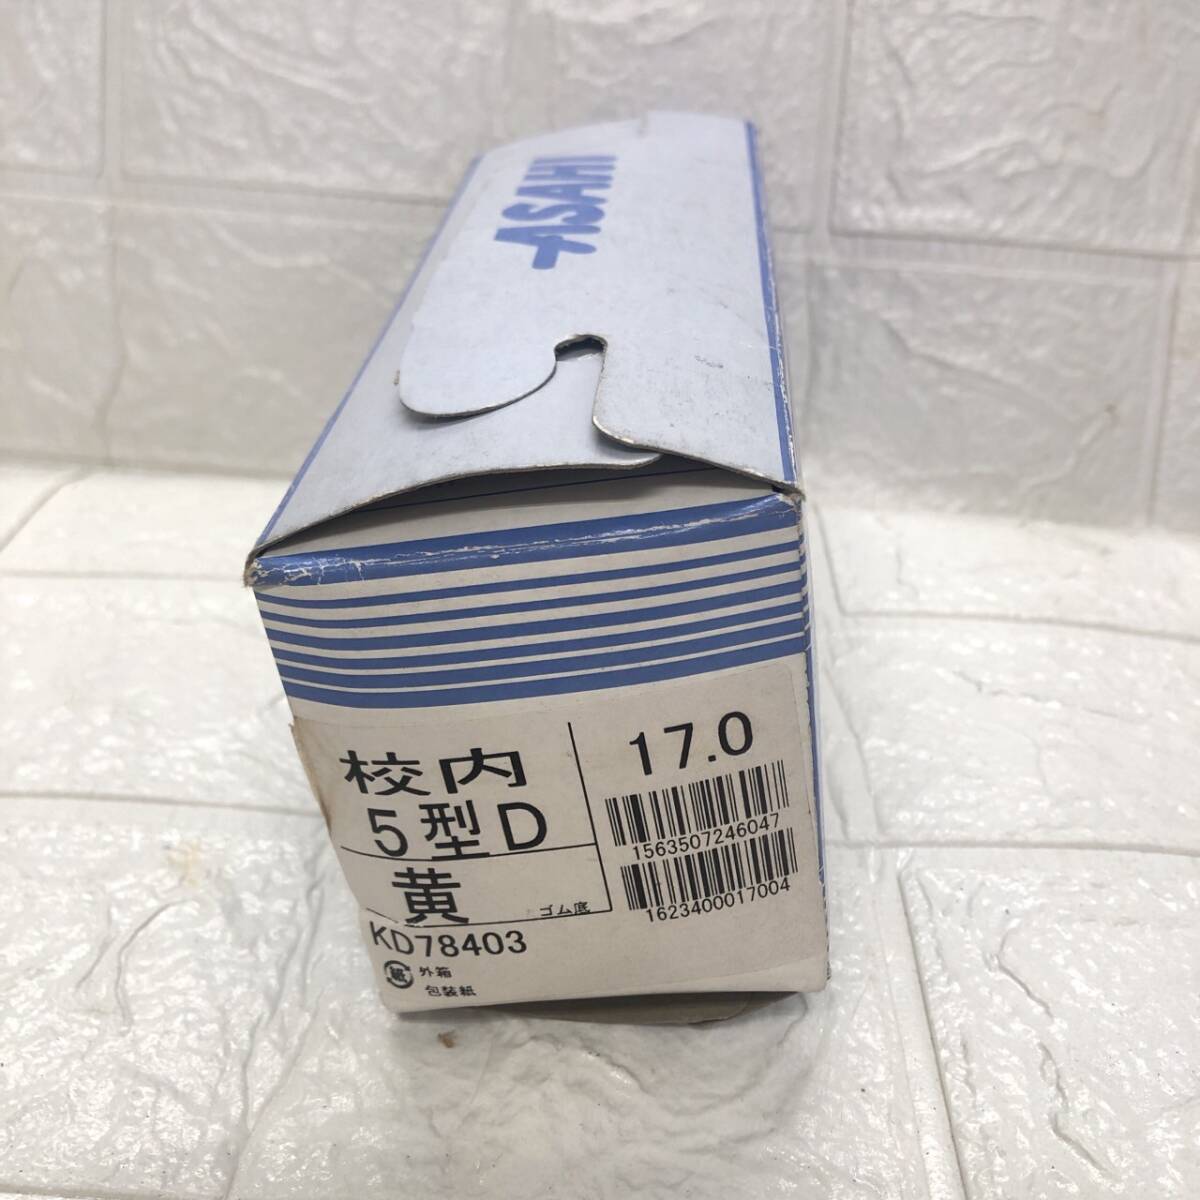 ASAHI
校内
5型D
黄
ゴム底
KD78403
紙 外箱
包装紙
17.0
1563507246047
1623400017004